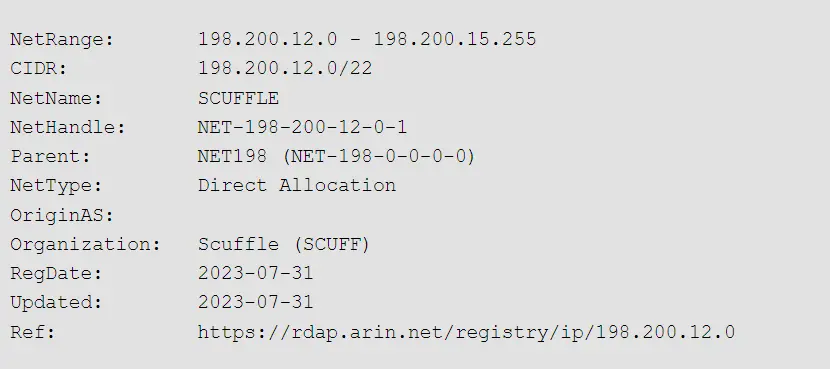 NetRange: 198.200.12.0 - 198.200.15.255
CIDR: 198.200.12.0/22
NetName: SCUFFLE
NetHandle: NET-198-200-12-0-1
Parent: NET198 (NET-198-0-0-0-0)
NetType: Direct Allocation
OriginAS:
Organization: Scuffle (SCUFF)
RegDate: 2023-07-31
Updated: 2023-07-31
Ref: https://rdap.arin.net/registry/ip/198.200.12.0